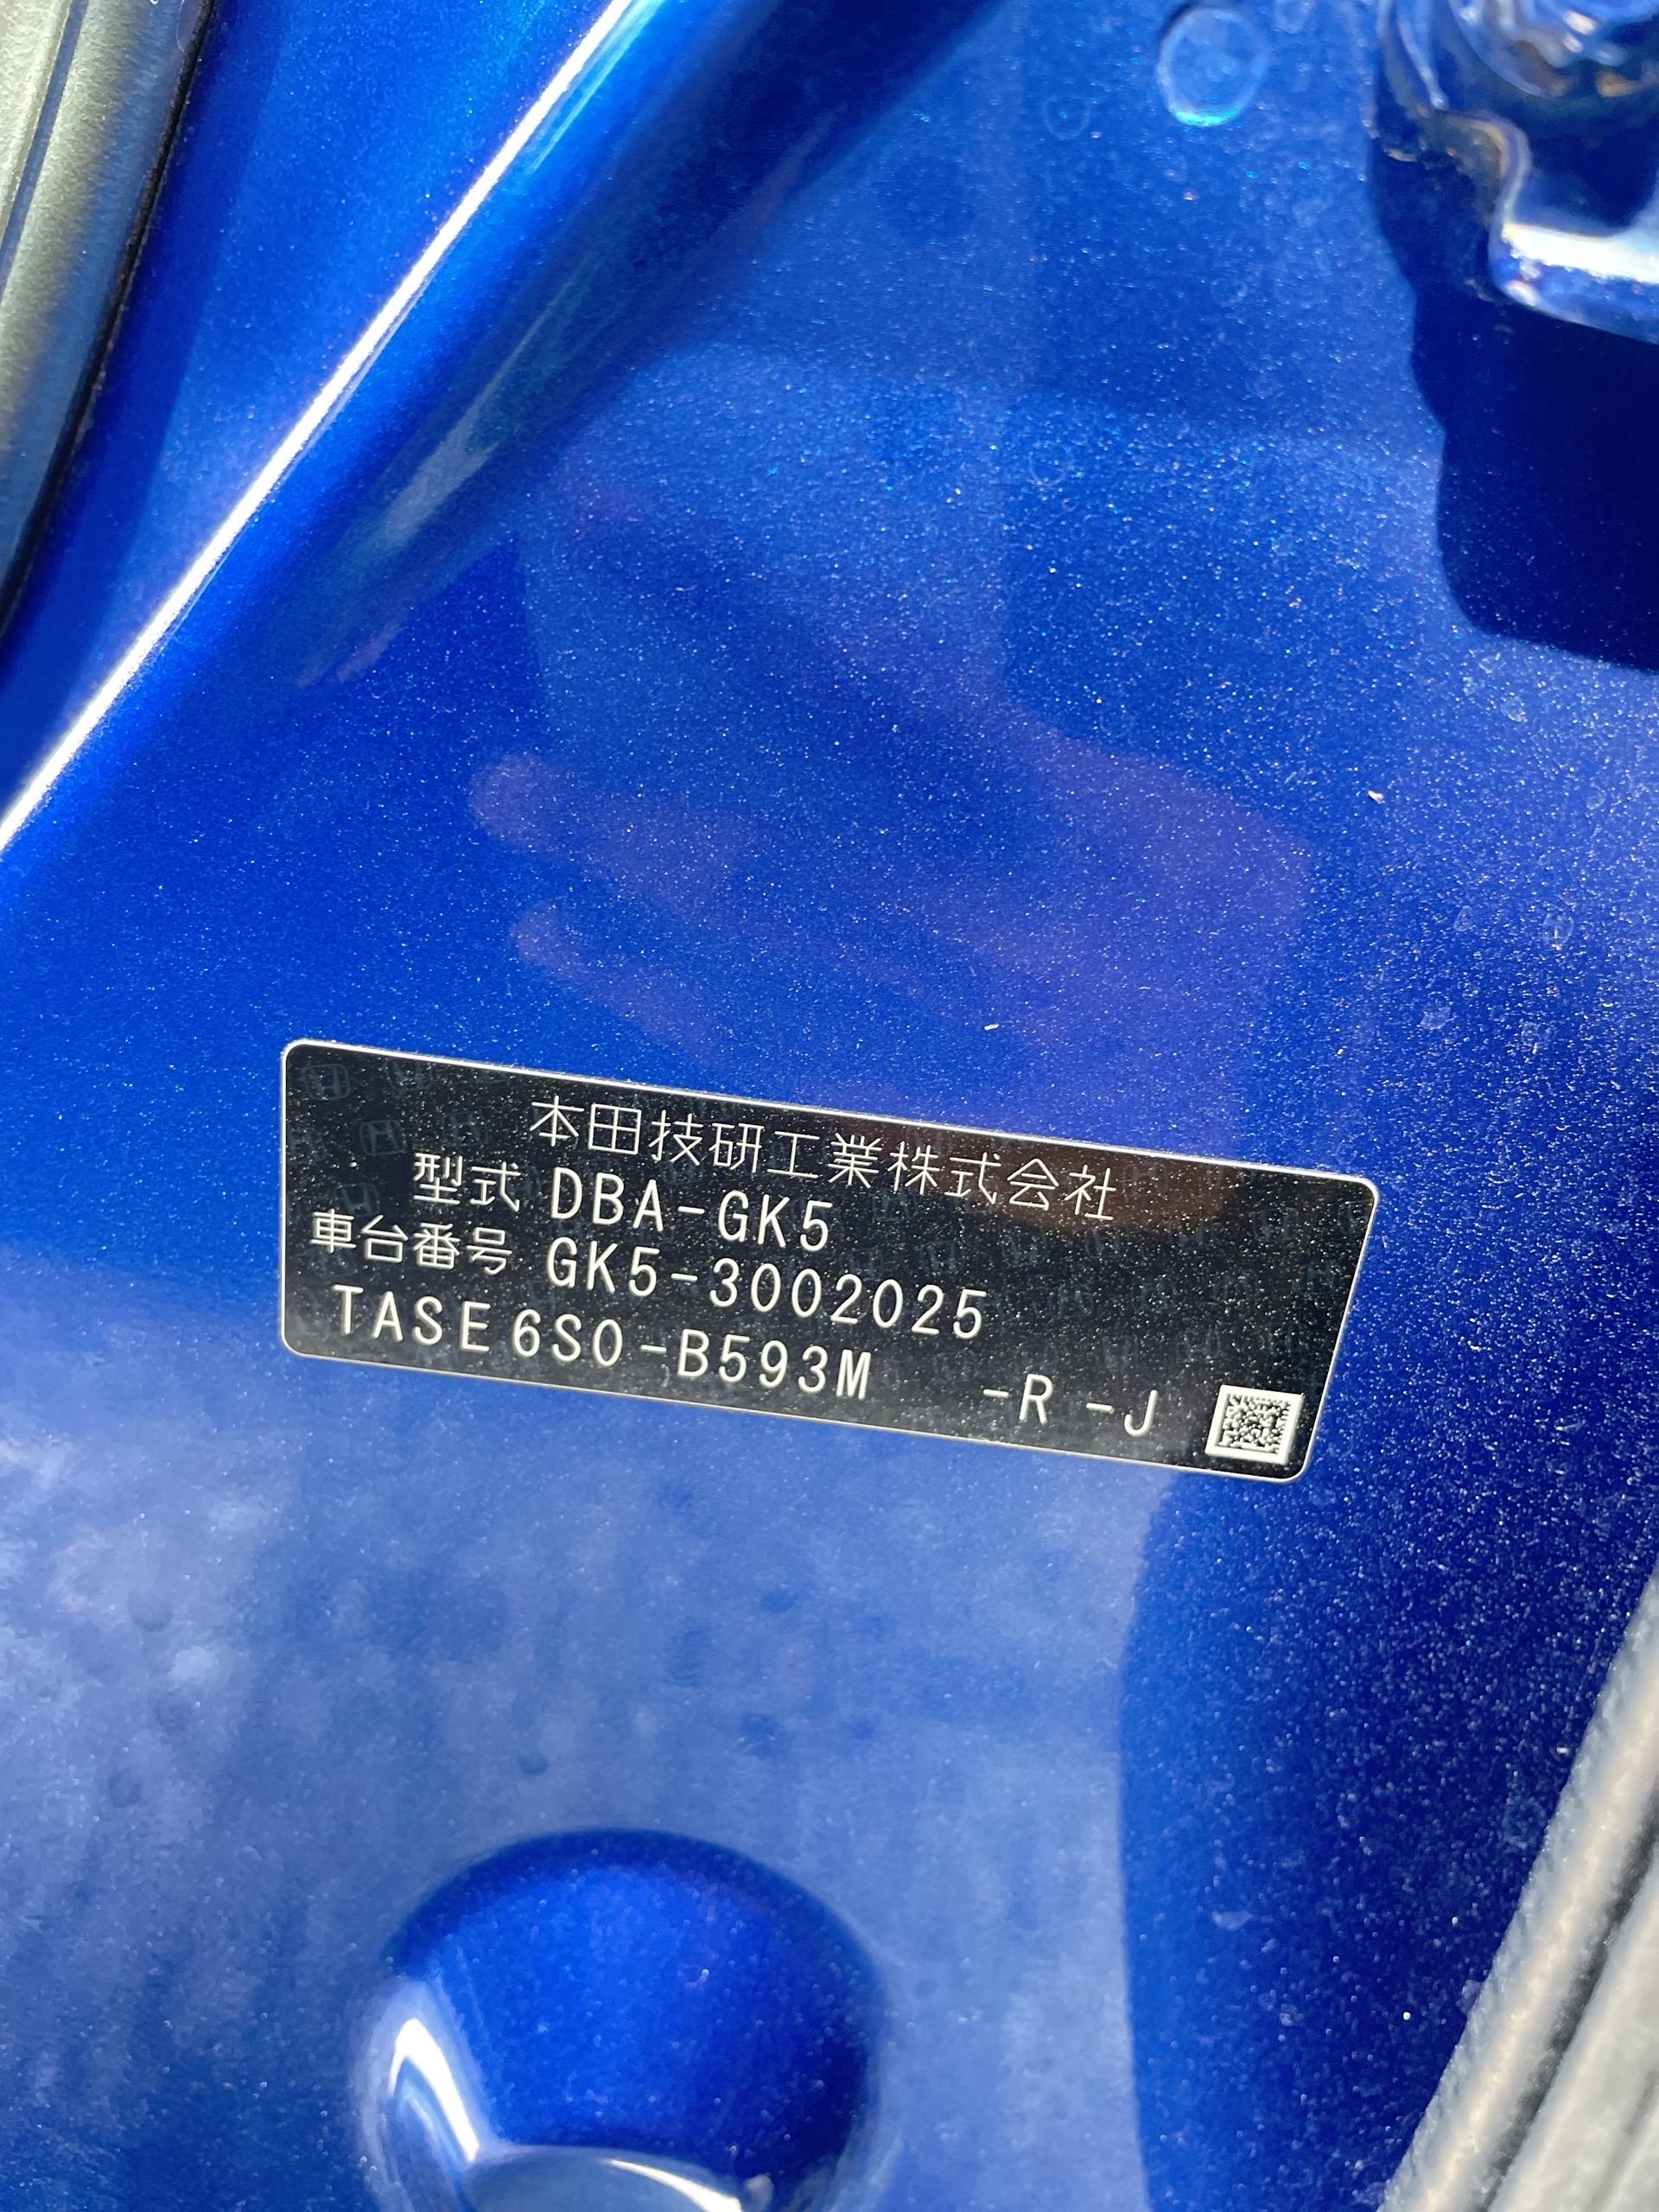 本田技研工業株式会社
型式 DBA-GK5
車台番号 GK5-3002025
TASE6S0-B593M -R -J